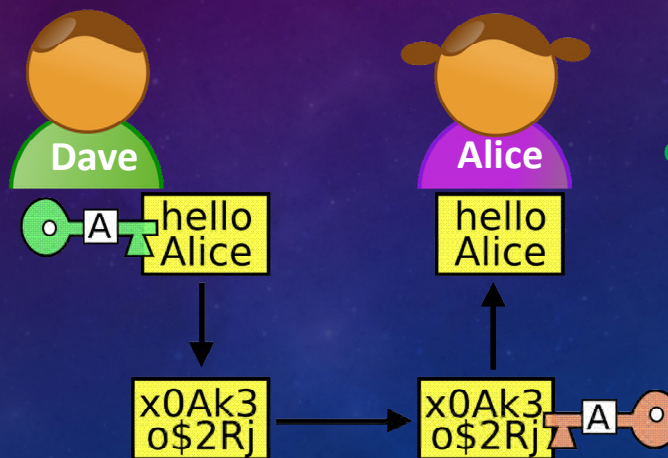 Dave
Alice
A
hello
Alice
hello
Alice
x0Ak3
o$2Rj
x0Ak3
o$2Rj
A